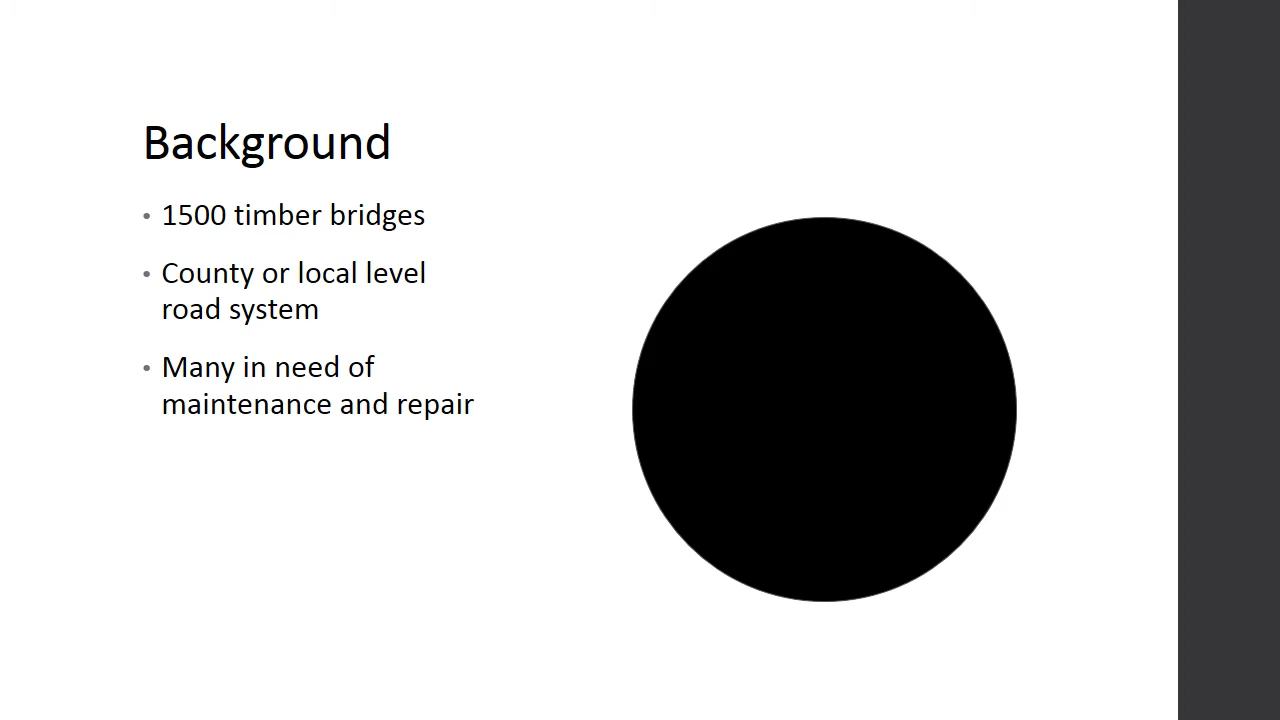 Background
• 1500 timber bridges
• County or local level
road system
• Many in need of
maintenance and repair